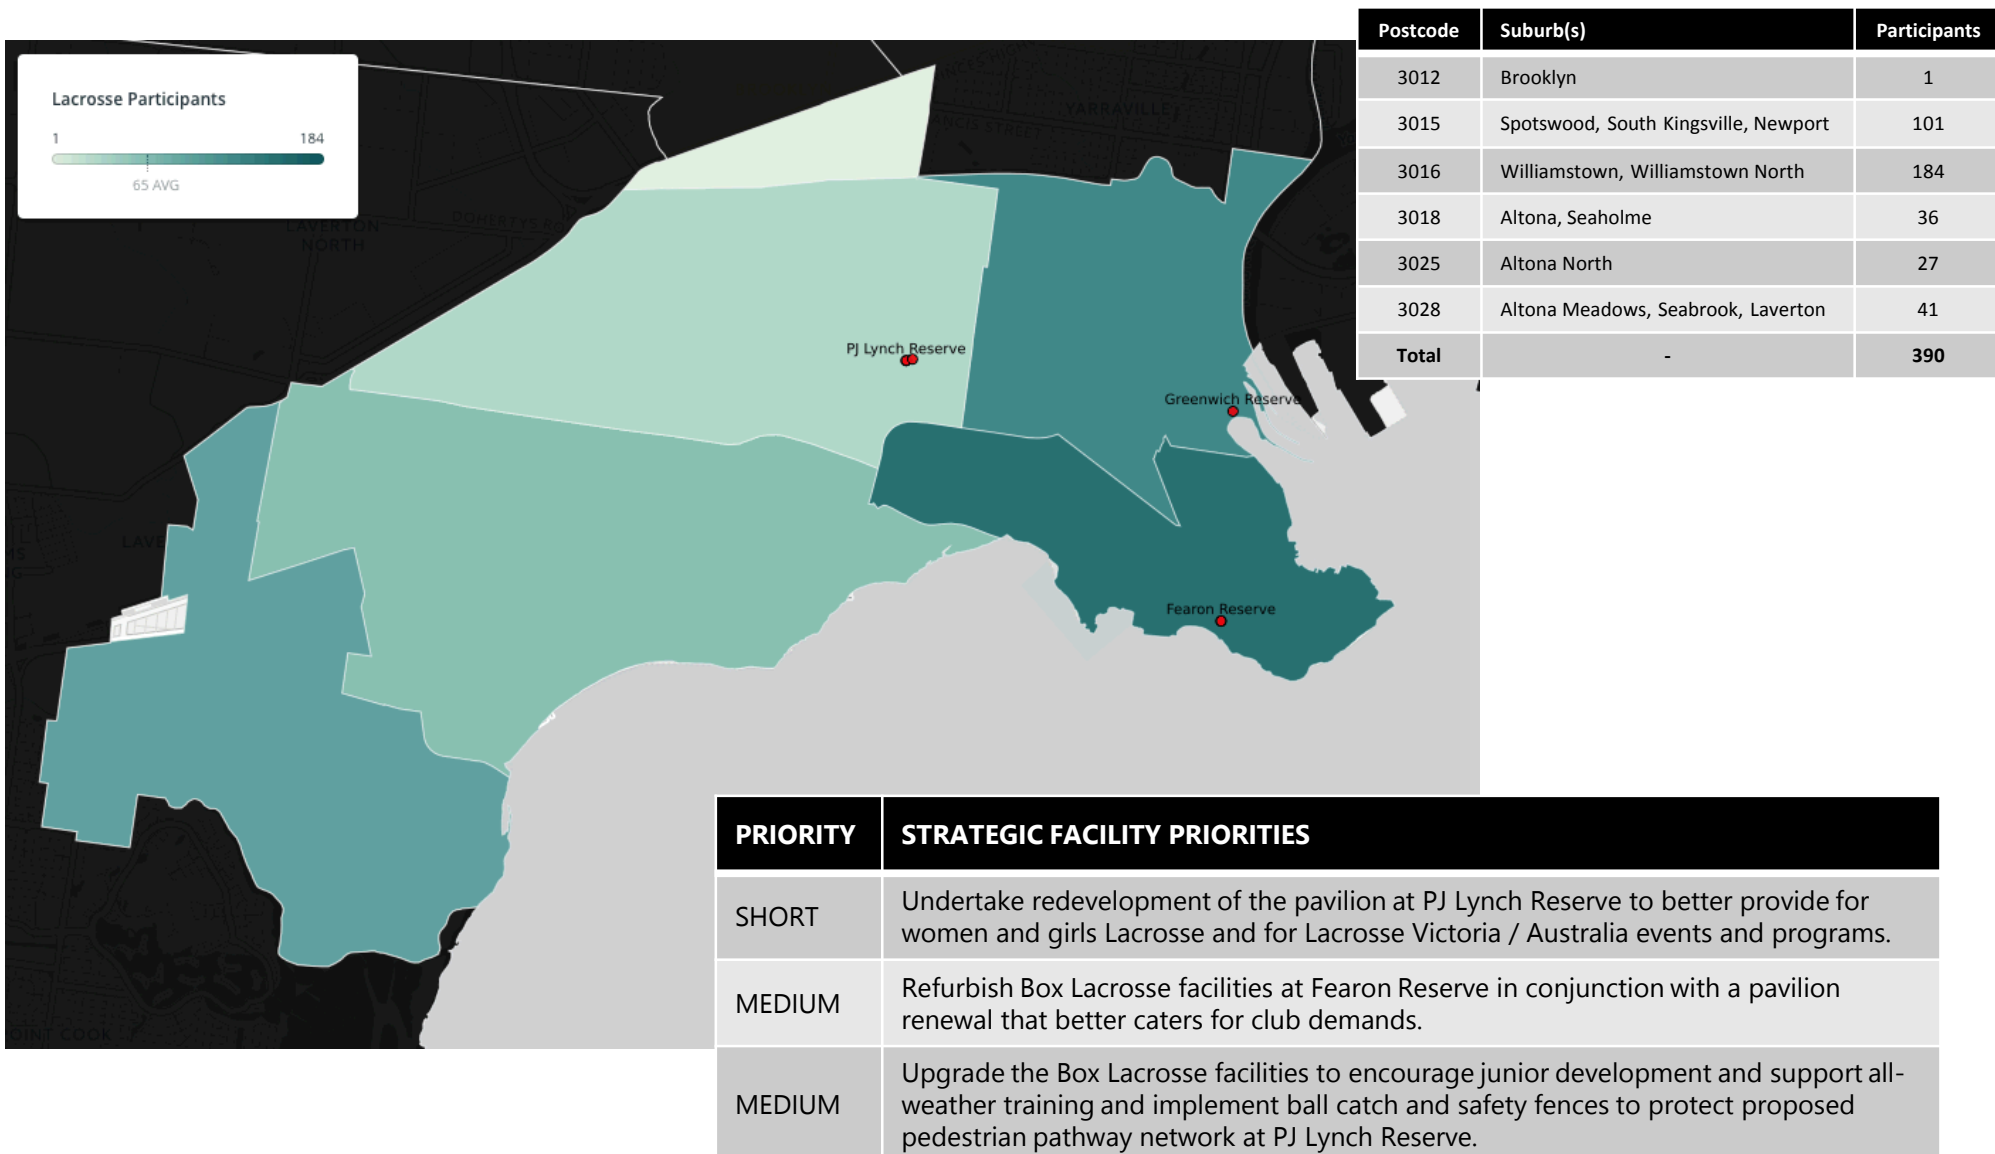 Lacrosse Participants
1 184
65 AVG
YARRAVILLE
LAVERTON
NORTH
DOHERTYS
PJ Lynch Reserve
Greenwich Reserve
Fearon Reserve
LAVE
POINT COOK
Postcode Suburb(s) Participants
3012 Brooklyn 1
3015 Spotswood, South Kingsville, Newport 101
3016 Williamstown, Williamstown North 184
3018 Altona, Seaholme 36
3025 Altona North 27
3028 Altona Meadows, Seabrook, Laverton 41
Total - 390
PRIORITY STRATEGIC FACILITY PRIORITIES
SHORT Undertake redevelopment of the pavilion at PJ Lynch Reserve to better provide for
women and girls Lacrosse and for Lacrosse Victoria / Australia events and programs.
MEDIUM Refurbish Box Lacrosse facilities at Fearon Reserve in conjunction with a pavilion
renewal that better caters for club demands.
MEDIUM Upgrade the Box Lacrosse facilities to encourage junior development and support all-
weather training and implement ball catch and safety fences to protect proposed
pedestrian pathway network at PJ Lynch Reserve.